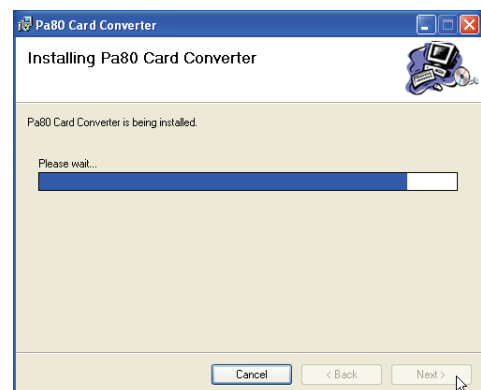 Pa80 Card Converter
Installing Pa80 Card Converter
Pa80 Card Converter is being installed.
Please wait...
Cancel
< Back
Next >